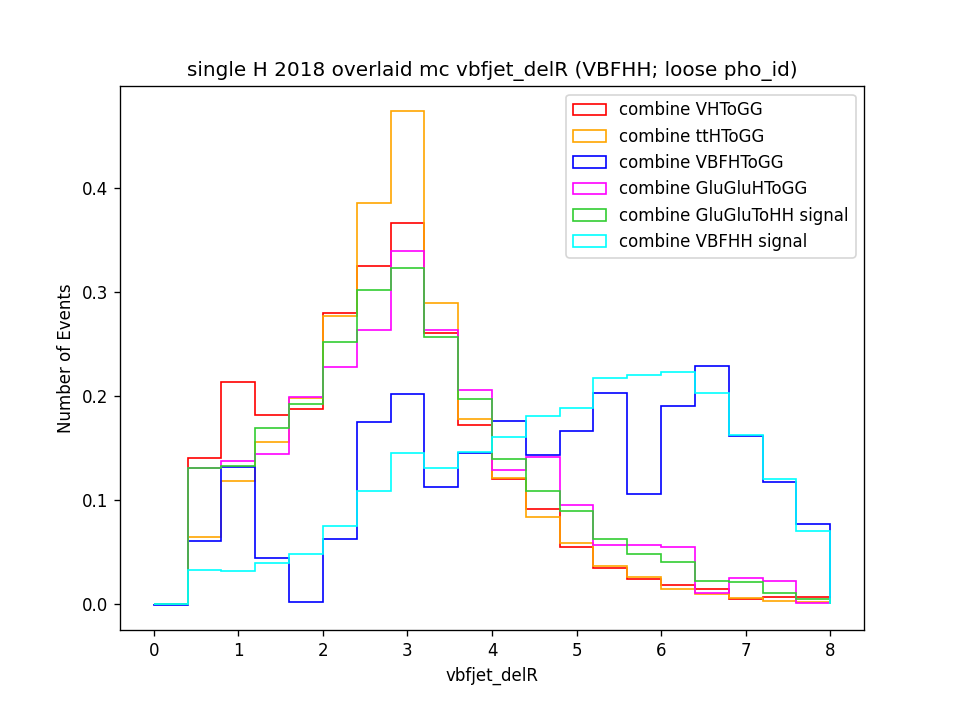 single H 2018 overlaid mc vbfjet_delR (VBFHH; loose pho_id)
combine VHToGG
combine ttHToGG
combine VBFHToGG
combine GluGluHToGG
combine GluGluToHH signal
combine VBFHH signal
Number of Events
0.4
0.3
0.2
0.1
0.0
0 1 2 3 4 5 6 7 8
vbfjet_delR